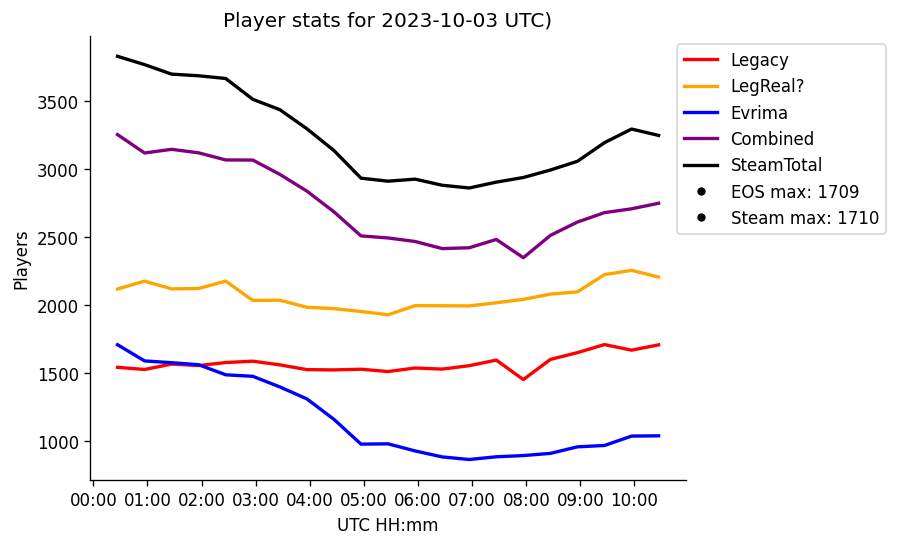 Player stats for 2023-10-03 UTC)
Legacy
LegReal?
Evrima
Combined
SteamTotal
EOS max: 1709
Steam max: 1710
Players
3500
3000
2500
2000
1500
1000
00:00 01:00 02:00 03:00 04:00 05:00 06:00 07:00 08:00 09:00 10:00
UTC HH:mm